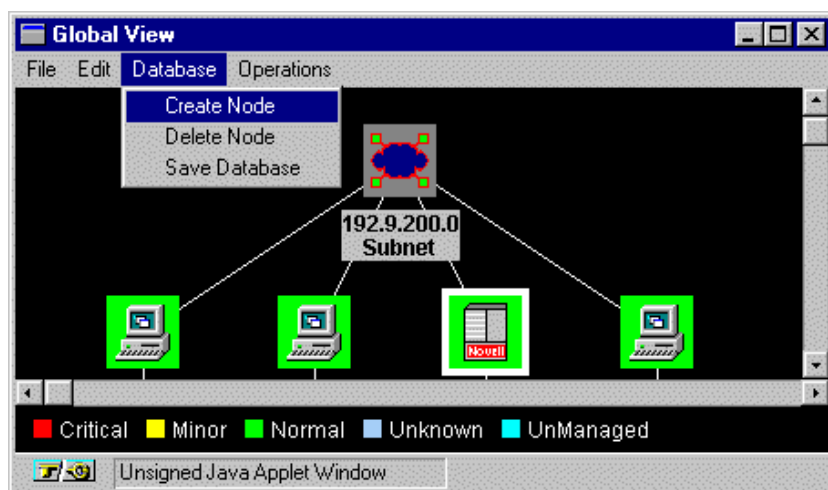 Global View
File Edit Database Operations
Create Node
Delete Node
Save Database
192.9.200.0
Subnet
Novell
Critical Minor Normal Unknown UnManaged
Unsigned Java Applet Window